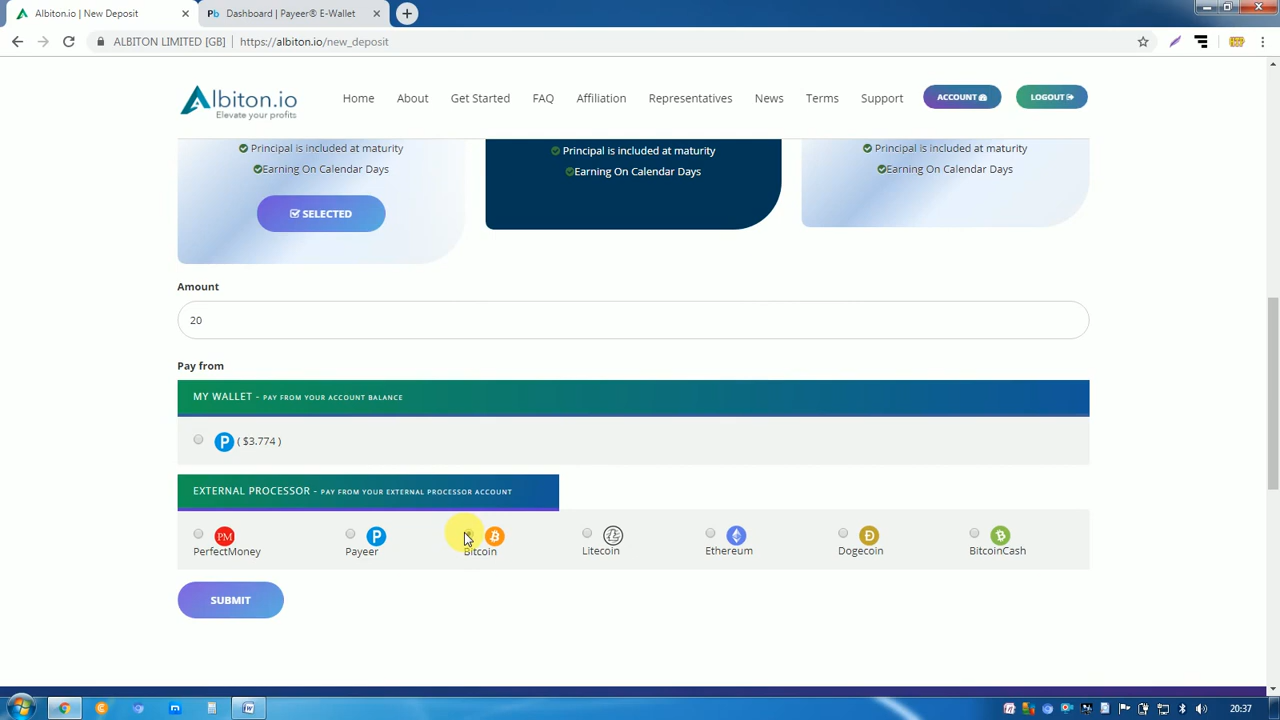 Albiton.io | New Deposit
Pb Dashboard | Payeer® E-Wallet
ALBITON LIMITED [GB] https://albiton.io/new_deposit
Albiton.io
Elevate your profits
Home About Get Started FAQ Affiliation Representatives News Terms Support ACCOUNT LOGOUT
Principal is included at maturity
Earning On Calendar Days
SELECTED
Principal is included at maturity
Earning On Calendar Days
Principal is included at maturity
Earning On Calendar Days
Amount
20
Pay from
MY WALLET - PAY FROM YOUR ACCOUNT BALANCE
P ( $3.774 )
EXTERNAL PROCESSOR - PAY FROM YOUR EXTERNAL PROCESSOR ACCOUNT
PM
PerfectMoney
P
Payeer
Bitcoin
Litecoin
Ethereum
Dogecoin
BitcoinCash
SUBMIT
20:37